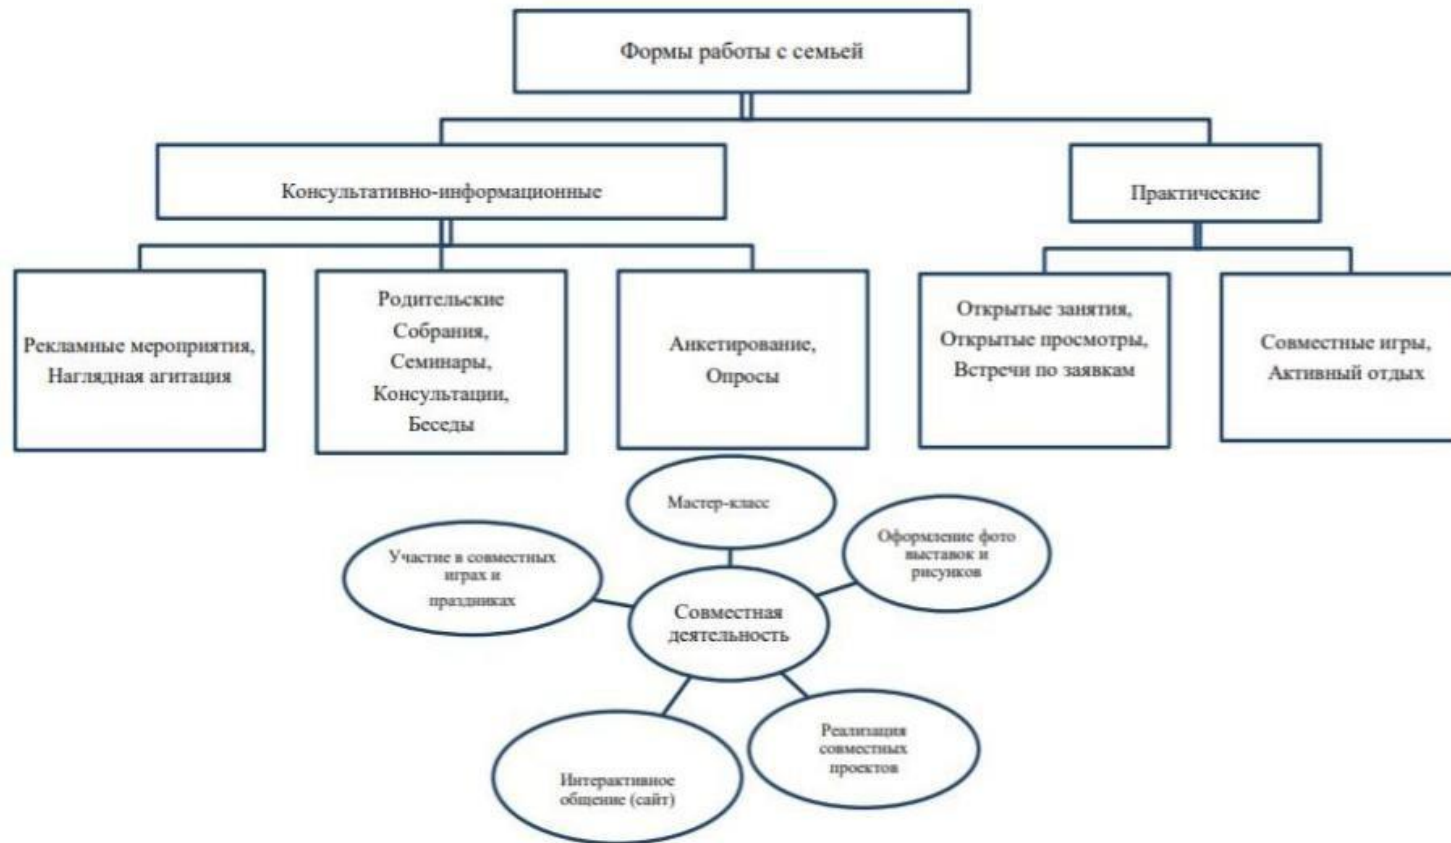 Формы работы с семьей
Консультативно-информационные
Практические
Рекламные мероприятия,
Наглядная агитация
Родительские
Собрания,
Семинары,
Консультации,
Беседы
Анкетирование,
Опросы
Открытые занятия,
Открытые просмотры,
Встречи по заявкам
Совместные игры,
Активный отдых
Мастер-класс
Участие в совместных
играх и
праздниках
Оформление фото
выставок и
рисунков
Совместная
деятельность
Интерактивное
общение (сайт)
Реализация
совместных
проектов